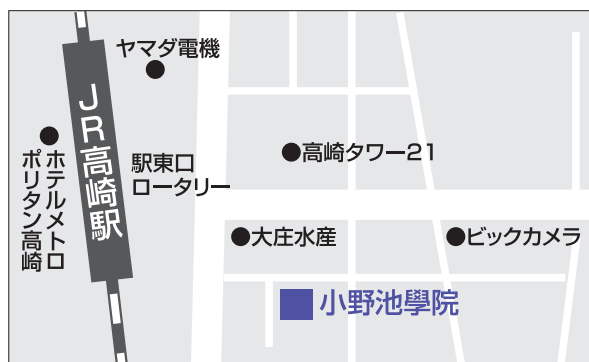 ヤマダ電機
JR高崎駅
ホテルメトロ
ポリタン高崎
駅東口
ロータリー
高崎タワー21
大庄水産
ビックカメラ
小野池學院